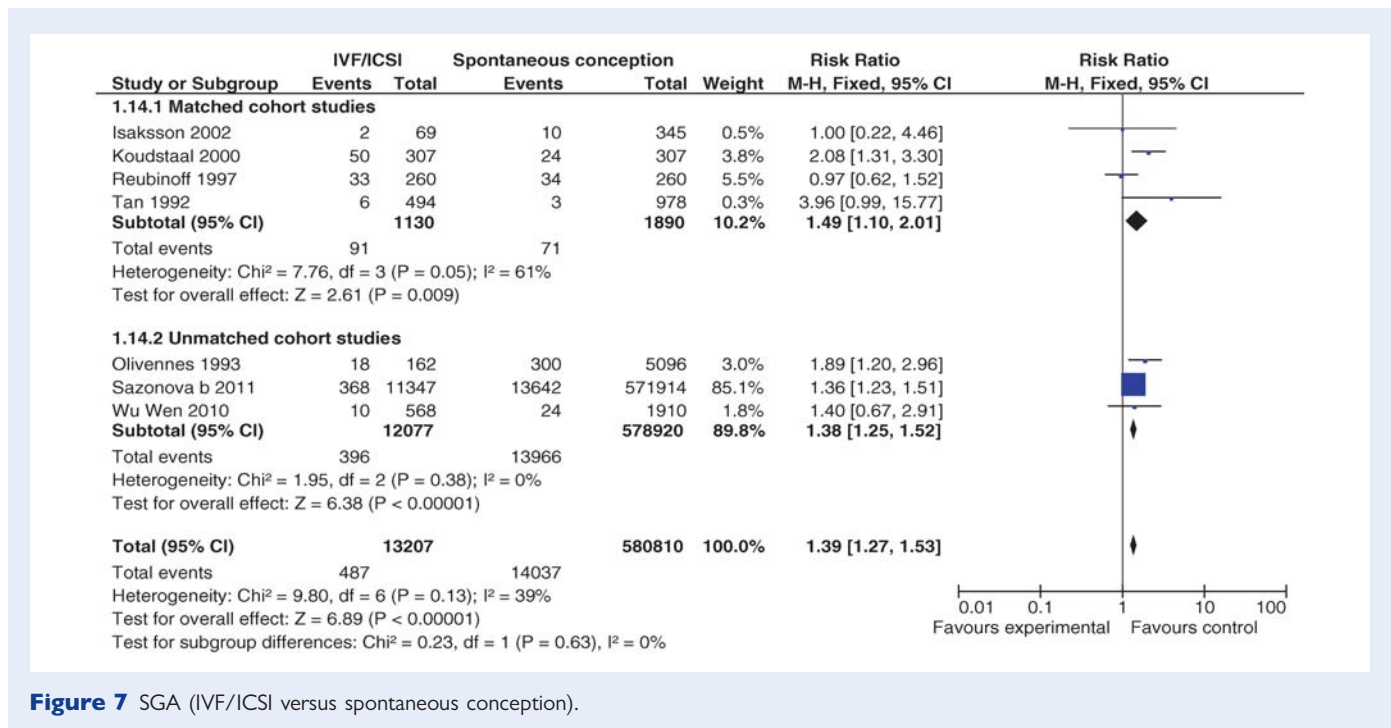 IVF/ICSI Spontaneous conception Risk Ratio Risk Ratio
Study or Subgroup Events Total Events Total Weight M-H, Fixed, 95% CI M-H, Fixed, 95% CI
1.14.1 Matched cohort studies
Isaksson 2002 2 69 10 345 0.5% 1.00 [0.22, 4.46]
Koudstaal 2000 50 307 24 307 3.8% 2.08 [1.31, 3.30]
Reubinoff 1997 33 260 34 260 5.5% 0.97 [0.62, 1.52]
Tan 1992 6 494 3 978 0.3% 3.96 [0.99, 15.77]
Subtotal (95% CI) 1130 1890 10.2% 1.49 [1.10, 2.01]
Total events 91 71
Heterogeneity: Chi² = 7.76, df = 3 (P = 0.05); I² = 61%
Test for overall effect: Z = 2.61 (P = 0.009)
1.14.2 Unmatched cohort studies
Olivennes 1993 18 162 300 5096 3.0% 1.89 [1.20, 2.96]
Sazonova b 2011 368 11347 13642 571914 85.1% 1.36 [1.23, 1.51]
Wu Wen 2010 10 568 24 1910 1.8% 1.40 [0.67, 2.91]
Subtotal (95% CI) 12077 578920 89.8% 1.38 [1.25, 1.52]
Total events 396 13966
Heterogeneity: Chi² = 1.95, df = 2 (P = 0.38); I² = 0%
Test for overall effect: Z = 6.38 (P < 0.00001)
Total (95% CI) 13207 580810 100.0% 1.39 [1.27, 1.53]
Total events 487 14037
Heterogeneity: Chi² = 9.80, df = 6 (P = 0.13); I² = 39%
Test for overall effect: Z = 6.89 (P < 0.00001)
Test for subgroup differences: Chi² = 0.23, df = 1 (P = 0.63), I² = 0%
0.01 0.1 1 10 100
Favours experimental Favours control
Figure 7 SGA (IVF/ICSI versus spontaneous conception).